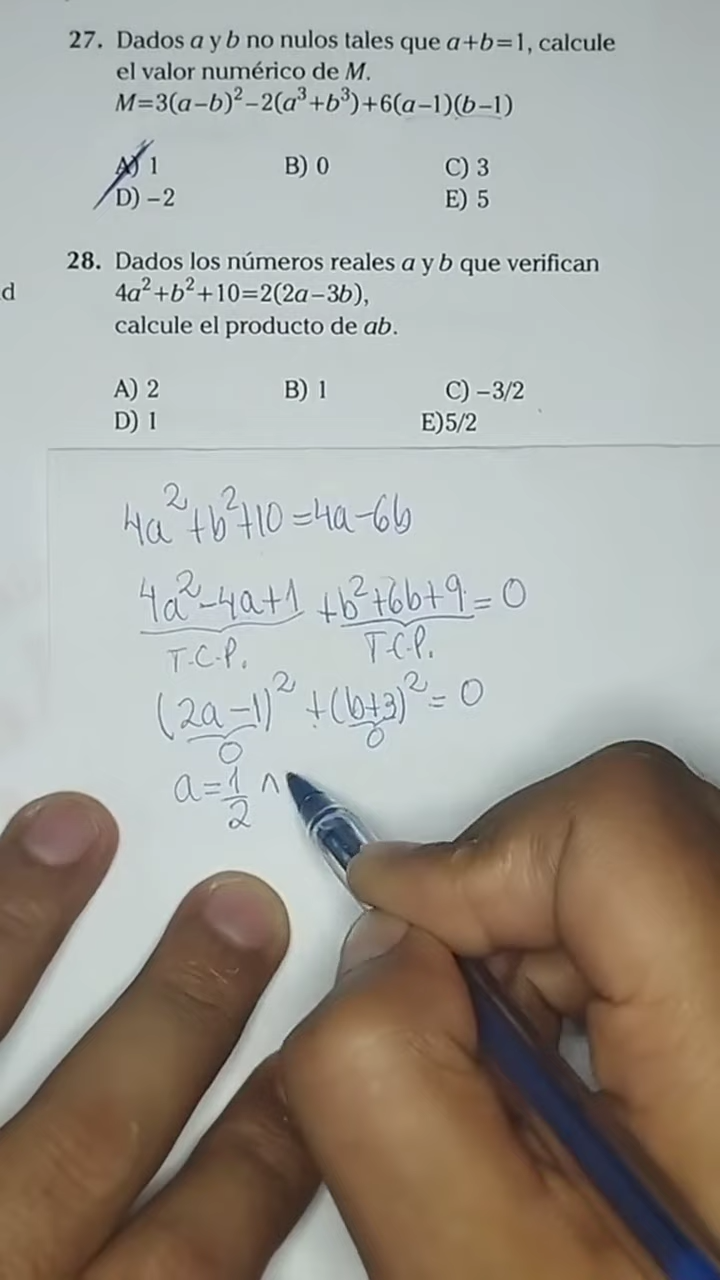 27. Dados a y b no nulos tales que a+b=1, calcule
el valor numérico de M.
M=3(a−b)²−2(a³+b³)+6(a−1)(b−1)
A) 1 B) 0 C) 3
D) −2 E) 5
28. Dados los números reales a y b que verifican
d
4a²+b²+10=2(2a−3b),
calcule el producto de ab.
A) 2 B) 1 C) −3/2
D) 1 E)5/2
4a²+b²+10=4a−6b
4a²−4a+1 +b²+6b+9=0
T.C.P. T.C.P.
(2a−1)²+(b+3)²=0
0 0
a=1/2 ∧